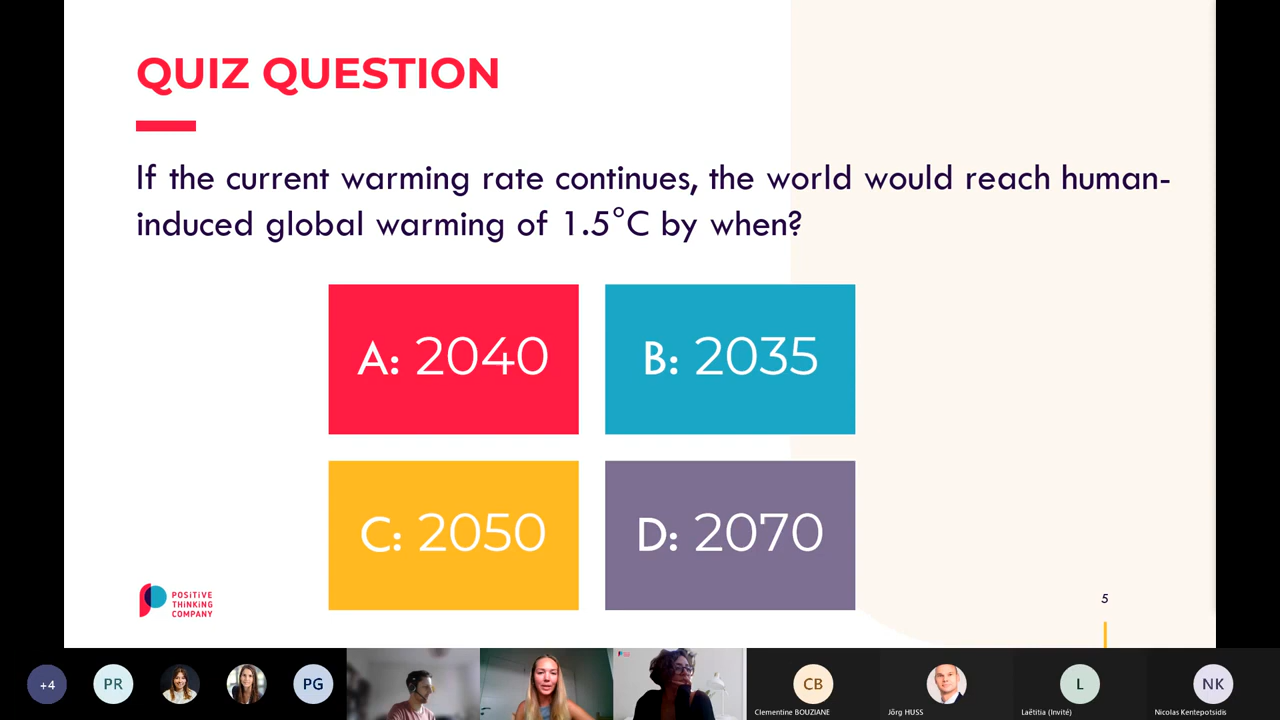 QUIZ QUESTION
If the current warming rate continues, the world would reach human-
induced global warming of 1.5°C by when?
A: 2040
B: 2035
C: 2050
D: 2070
POSITIVE
THINKING
COMPANY
5
+4
PR
PG
CB
Clementine BOUZIANE
Jörg HUSS
L
Laëtitia (Invité)
NK
Nicolas Kentepotsidis